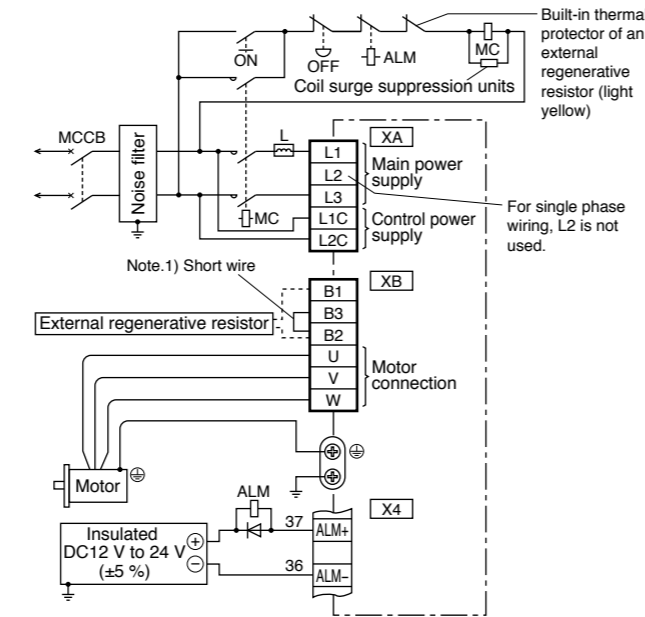 Built-in thermal
protector of an
external
regenerative
resistor (light
yellow)
ON
OFF
ALM
MC
Coil surge suppression units
MCCB
Noise filter
L
MC
XA
L1
L2
L3
L1C
L2C
Main power
supply
Control power
supply
For single phase
wiring, L2 is not
used.
Note.1) Short wire
External regenerative resistor
XB
B1
B3
B2
U
V
W
Motor
connection
Motor
ALM
X4
Insulated
DC12 V to 24 V
(±5 %)
+
−
37
36
ALM+
ALM−